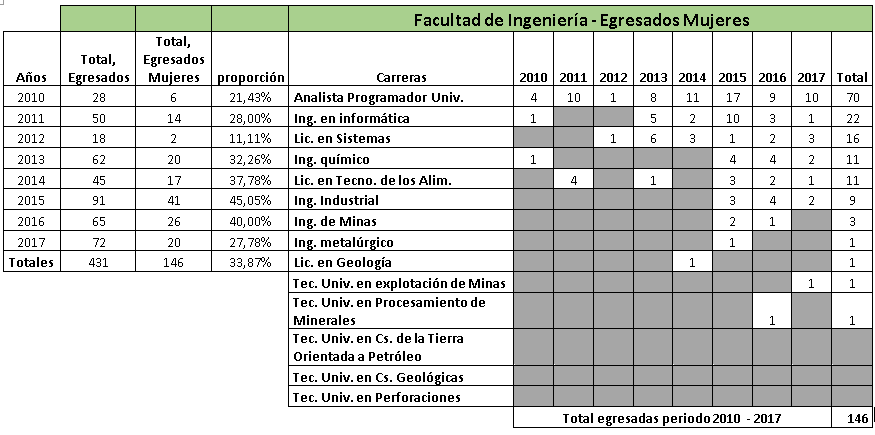 Facultad de Ingeniería - Egresados Mujeres
Años Total, Egresados Total, Egresados Mujeres proporción Carreras 2010 2011 2012 2013 2014 2015 2016 2017 Total
2010 28 6 21,43% Analista Programador Univ. 4 10 1 8 11 17 9 10 70
2011 50 14 28,00% Ing. en informática 1 5 2 10 3 1 22
2012 18 2 11,11% Lic. en Sistemas 1 6 3 1 2 3 16
2013 62 20 32,26% Ing. químico 1 4 4 2 11
2014 45 17 37,78% Lic. en Tecno. de los Alim. 4 1 3 2 1 11
2015 91 41 45,05% Ing. Industrial 3 4 2 9
2016 65 26 40,00% Ing. de Minas 2 1 3
2017 72 20 27,78% Ing. metalúrgico 1 1
Totales 431 146 33,87% Lic. en Geología 1 1
Tec. Univ. en explotación de Minas 1 1
Tec. Univ. en Procesamiento de
Minerales 1 1
Tec. Univ. en Cs. de la Tierra
Orientada a Petróleo
Tec. Univ. en Cs. Geológicas
Tec. Univ. en Perforaciones
Total egresadas periodo 2010 - 2017 146